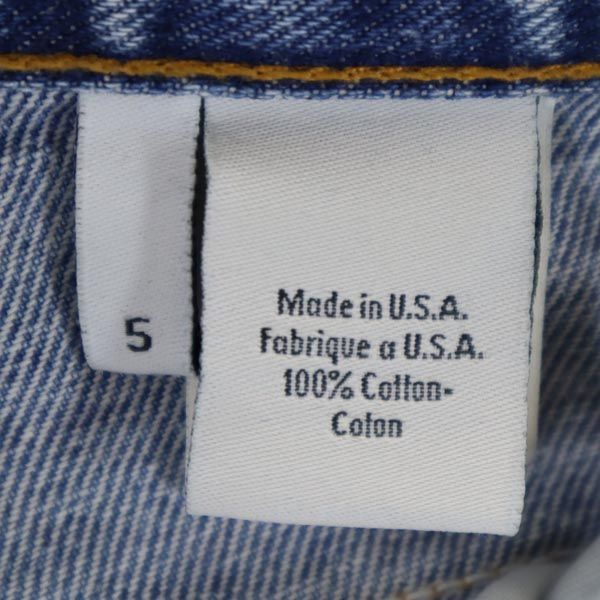 5
Made in U.S.A.
Fabrique a U.S.A.
100% Cotton-
Coton